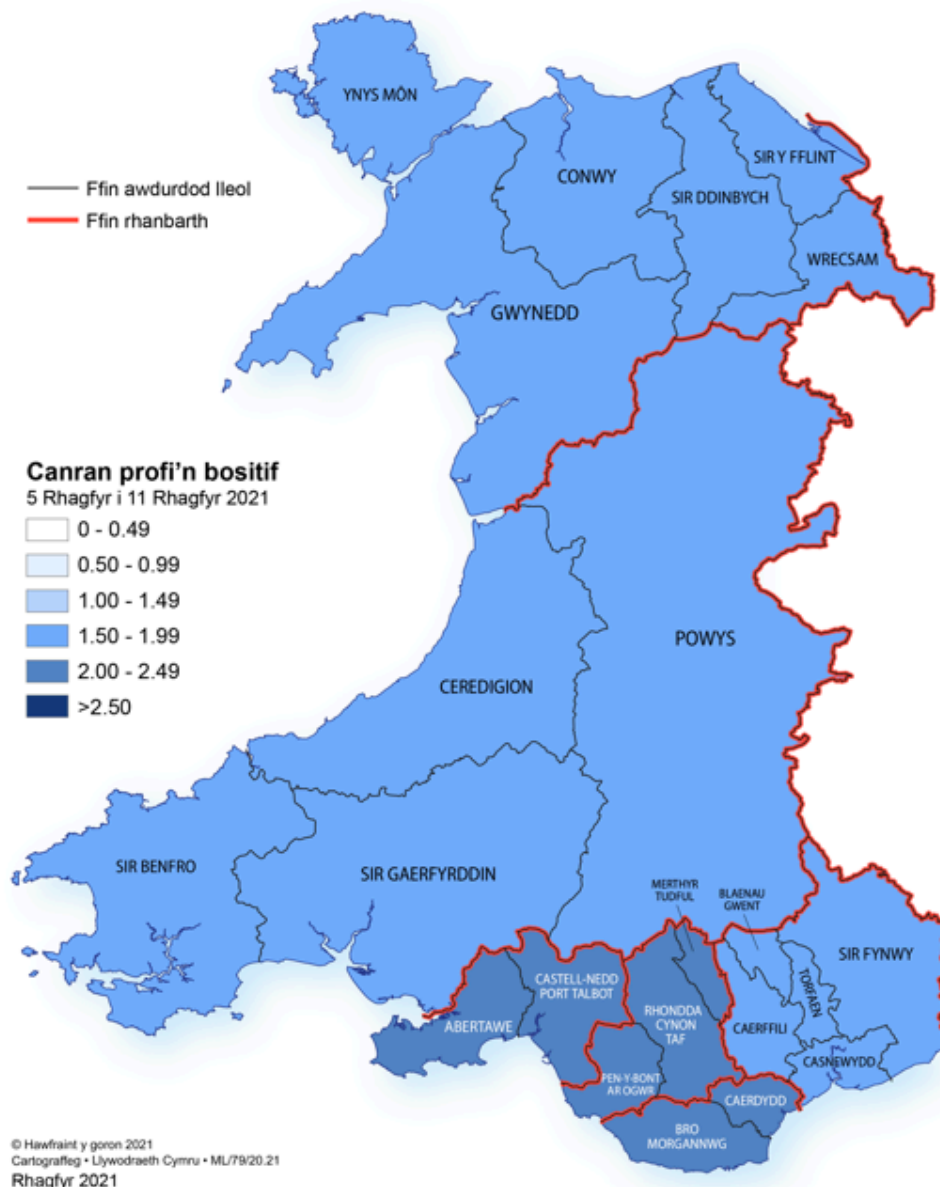 YNYS MÔN
Ffin awdurdod lleol
Ffin rhanbarth
CONWY
SIR DDINBYCH
SIR Y FFLINT
WRECSAM
GWYNEDD
Canran profi'n bositif
5 Rhagfyr i 11 Rhagfyr 2021
0 - 0.49
0.50 - 0.99
1.00 - 1.49
1.50 - 1.99
2.00 - 2.49
>2.50
POWYS
CEREDIGION
SIR BENFRO
SIR GAERFYRDDIN
MERTHYR
TUDFUL
BLAENAU
GWENT
SIR FYNWY
TORFAEN
CASTELL-NEDD
PORT TALBOT
ABERTAWE
RHONDDA
CYNON
TAF
CAERFFILI
CASNEWYDD
PEN-Y-BONT
AR OGWR
CAERDYDD
BRO
MORGANNWG
© Hawfraint y goron 2021
Cartograffeg • Llywodraeth Cymru • ML/79/20.21
Rhagfyr 2021